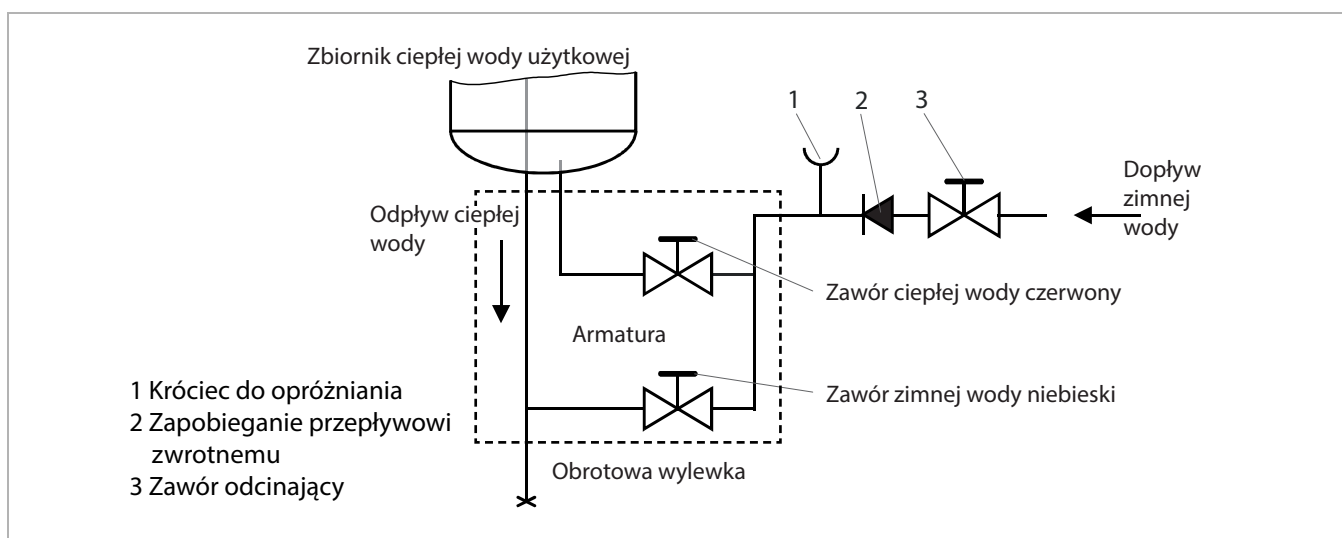 Zbiornik ciepłej wody użytkowej
1
2
3
Dopływ
zimnej
wody
Odpływ ciepłej
wody
Zawór ciepłej wody czerwony
Armatura
Zawór zimnej wody niebieski
1 Króciec do opróżniania
2 Zapobieganie przepływowi
zwrotnemu
3 Zawór odcinający
Obrotowa wylewka